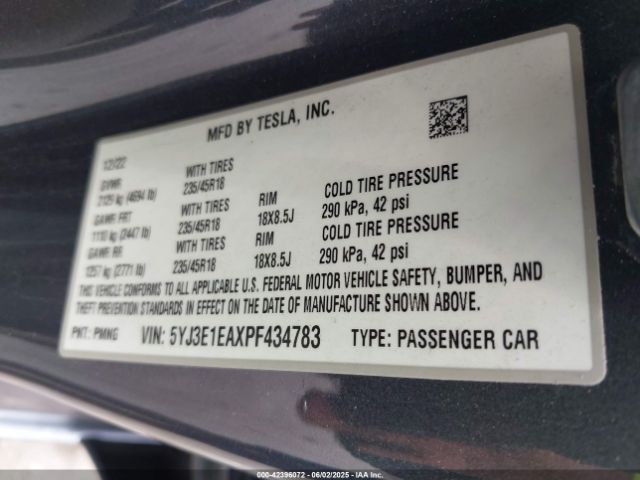 MFD BY TESLA, INC.
12/22
GVWR WITH TIRES
2129 kg (4694 lb) 235/45R18
GAWR FRT WITH TIRES RIM COLD TIRE PRESSURE
1110 kg (2447 lb) 235/45R18 18X8.5J 290 kPa, 42 psi
GAWR RR WITH TIRES RIM COLD TIRE PRESSURE
1257 kg (2771 lb) 235/45R18 18X8.5J 290 kPa, 42 psi
THIS VEHICLE CONFORMS TO ALL APPLICABLE U.S. FEDERAL MOTOR VEHICLE SAFETY, BUMPER, AND
THEFT PREVENTION STANDARDS IN EFFECT ON THE DATE OF MANUFACTURE SHOWN ABOVE.
PNT: PMNG VIN: 5YJ3E1EAXPF434783 TYPE: PASSENGER CAR
000-42396072 - 06/02/2025 - IAAI.COM